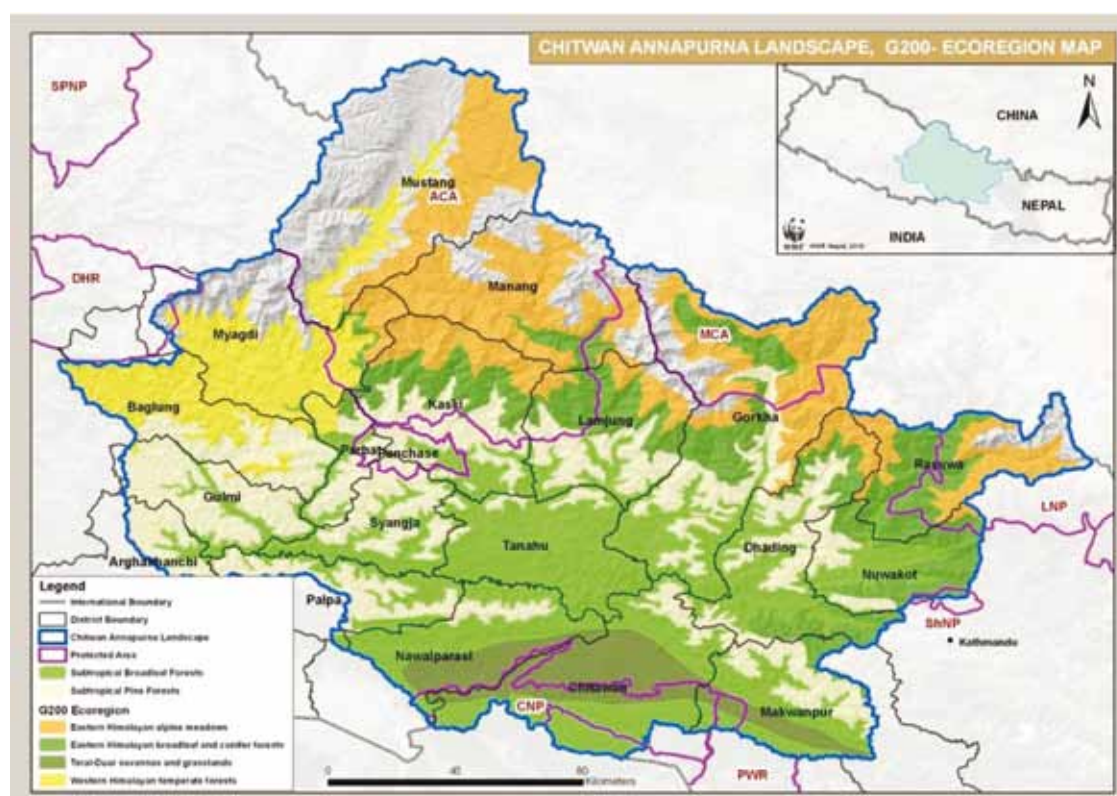 CHITWAN ANNAPURNA LANDSCAPE, G200- ECOREGION MAP
SPNP
N
CHINA
NEPAL
INDIA
WWF
Mustang
ACA
DHR
Manang
Myagdi
MCA
Baglung
Kaski
Lamjung
Gorkha
Parbat
Panchase
Rasuwa
Gulmi
Syangja
LNP
Tanahu
Dhading
Nuwakot
Arghakhanchi
Palpa
ShNP
Kathmandu
Nawalparasi
Chitawan
CNP
Makwanpur
PWR
Legend
International Boundary
District Boundary
Chitwan Annapurna Landscape
Protected Area
Subtropical Broadleaf Forests
Subtropical Pine Forests
G200 Ecoregion
Eastern Himalayan alpine meadows
Eastern Himalayan broadleaf and conifer forests
Terai-Duar savannas and grasslands
Western Himalayan temperate forests
0 40 80
Kilometers